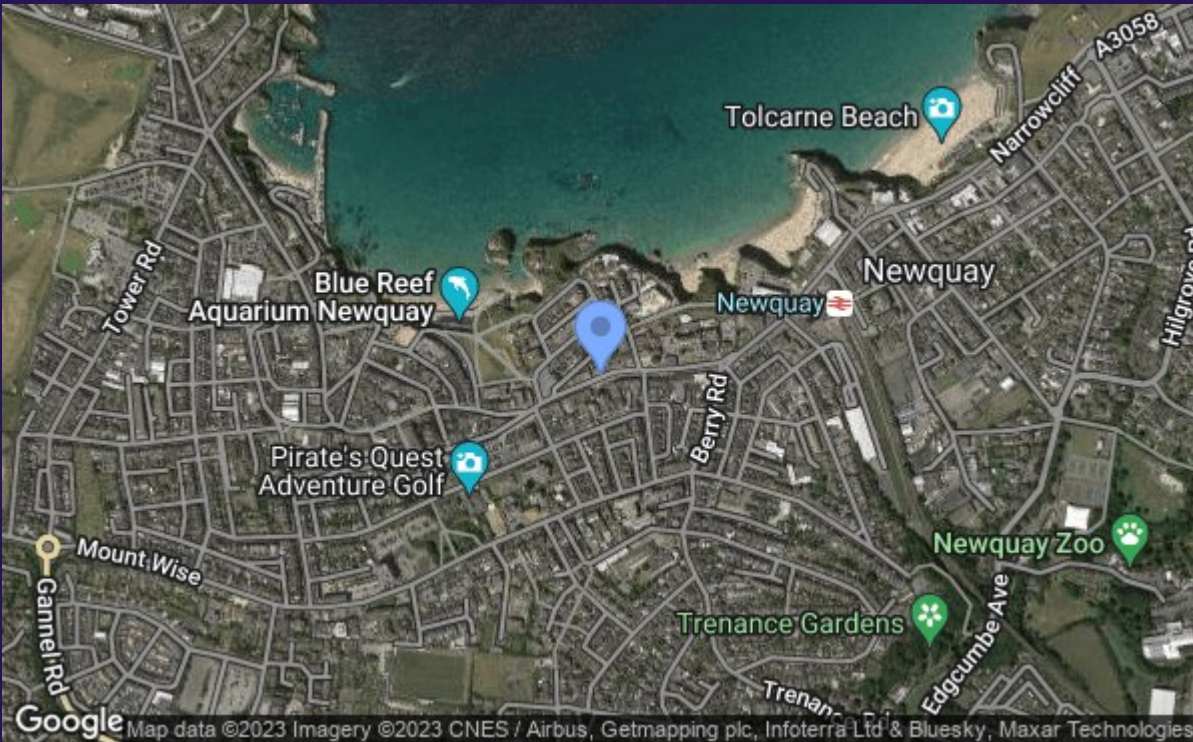 A3058
Narrowcliff
Tolcarne Beach
Tower Rd
Blue Reef
Aquarium Newquay
Newquay
Newquay
Berry Rd
Pirate's Quest
Adventure Golf
Mount Wise
Gannel Rd
Newquay Zoo
Trenance Gardens
Edgcumbe Ave
Google
Map data ©2023 Imagery ©2023 CNES / Airbus, Getmapping plc, Infoterra Ltd & Bluesky, Maxar Technologies